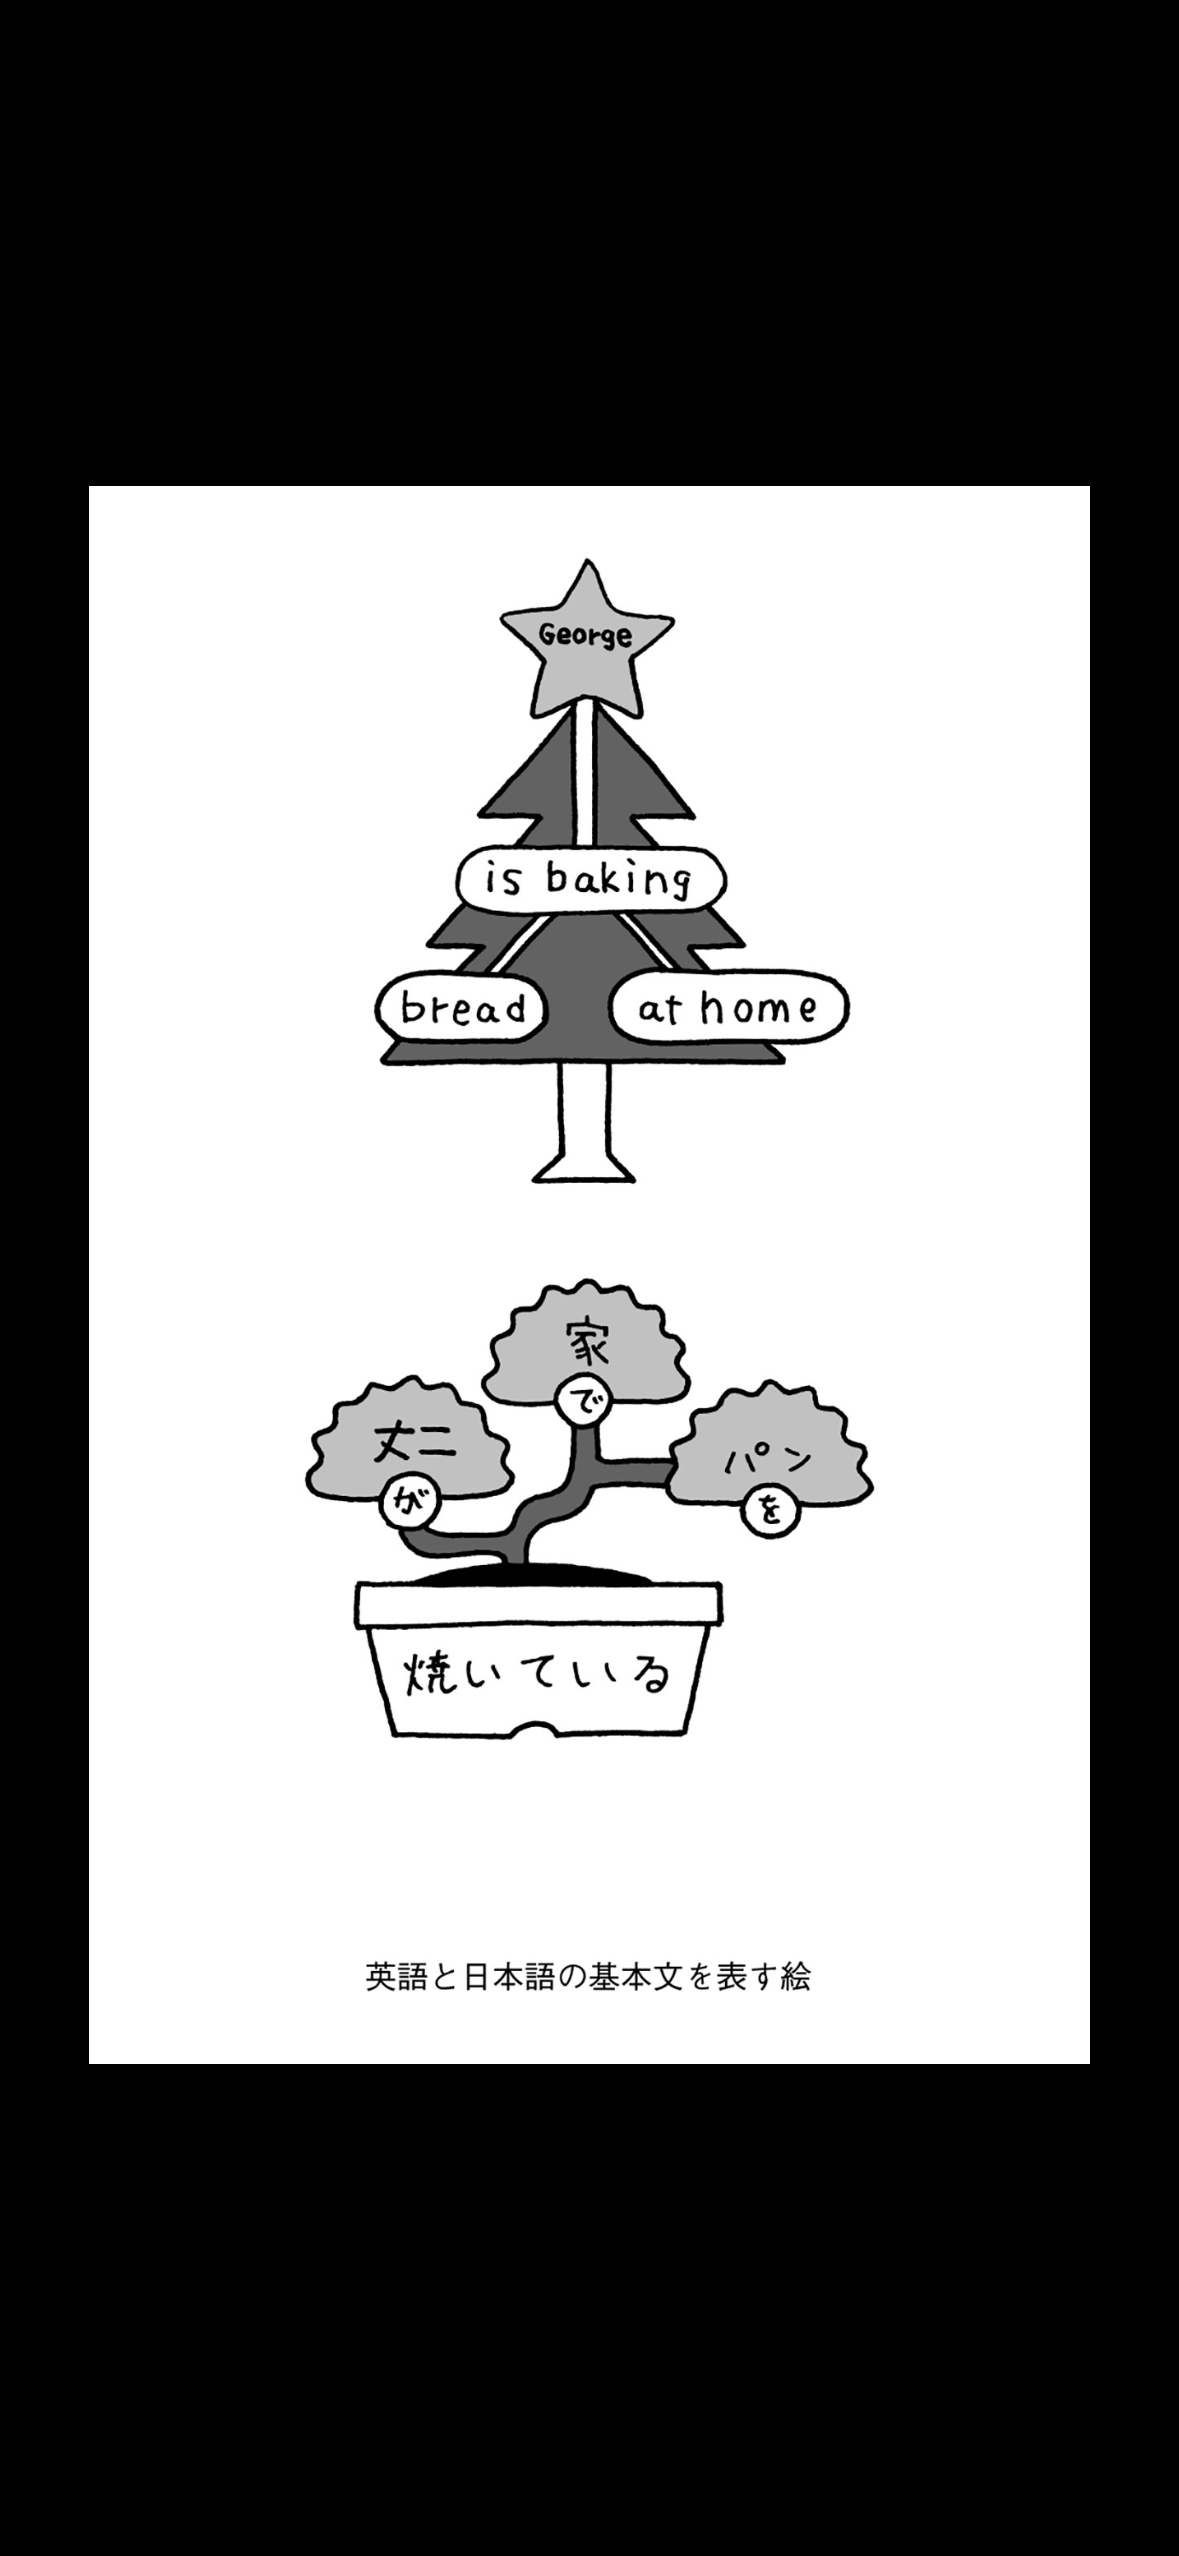 George
is baking
bread
at home
家
で
丈二
が
パン
を
焼いている
英語と日本語の基本文を表す絵